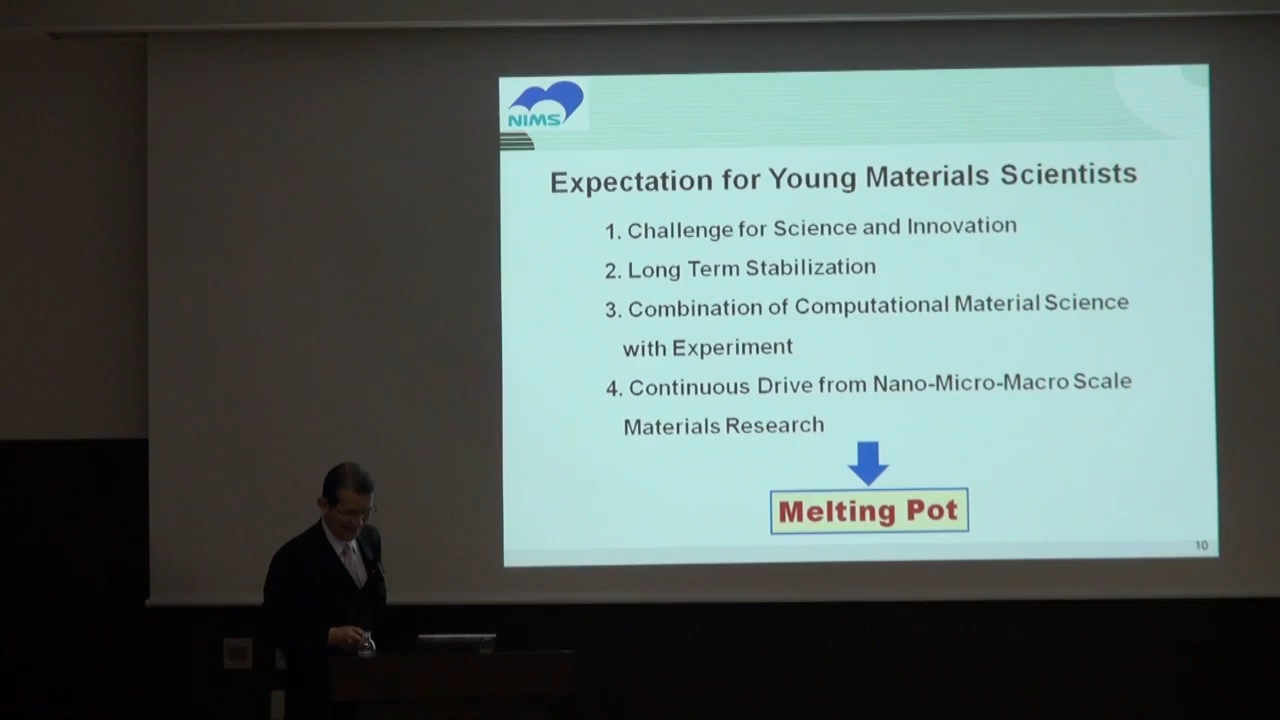 NIMS
Expectation for Young Materials Scientists
1. Challenge for Science and Innovation
2. Long Term Stabilization
3. Combination of Computational Material Science
with Experiment
4. Continuous Drive from Nano-Micro-Macro Scale
Materials Research
Melting Pot
10